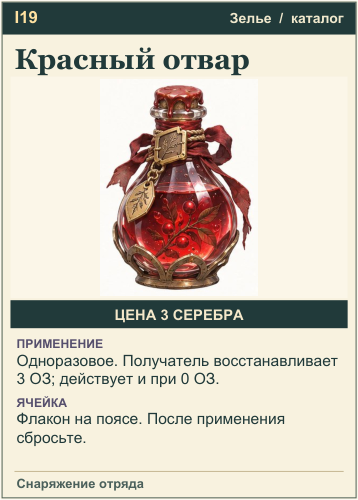 I19
Зелье / каталог
Красный отвар
ЦЕНА 3 СЕРЕБРА
ПРИМЕНЕНИЕ
Одноразовое. Получатель восстанавливает
3 ОЗ; действует и при 0 ОЗ.
ЯЧЕЙКА
Флакон на поясе. После применения
сбросьте.
Снаряжение отряда